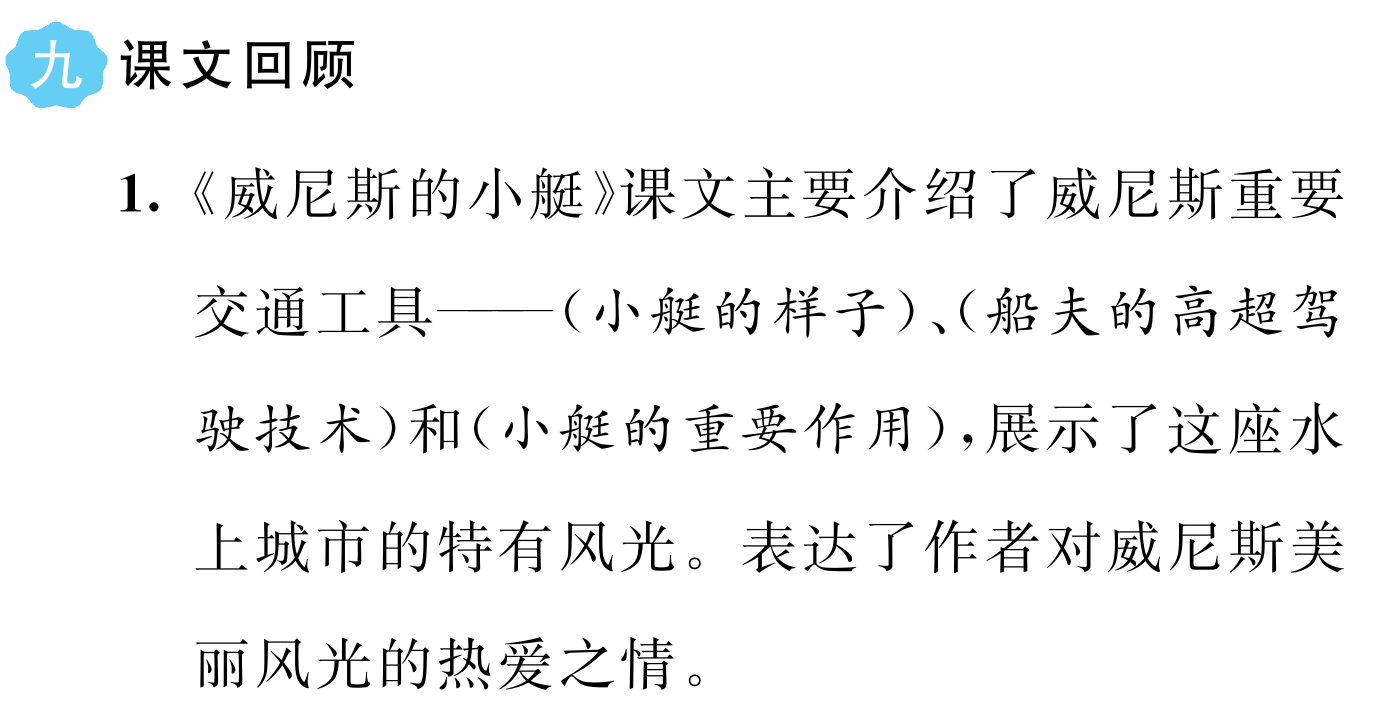 九 课文回顾
1.《威尼斯的小艇》课文主要介绍了威尼斯重要
交通工具——(小艇的样子)、(船夫的高超驾
驶技术)和(小艇的重要作用),展示了这座水
上城市的特有风光。表达了作者对威尼斯美
丽风光的热爱之情。